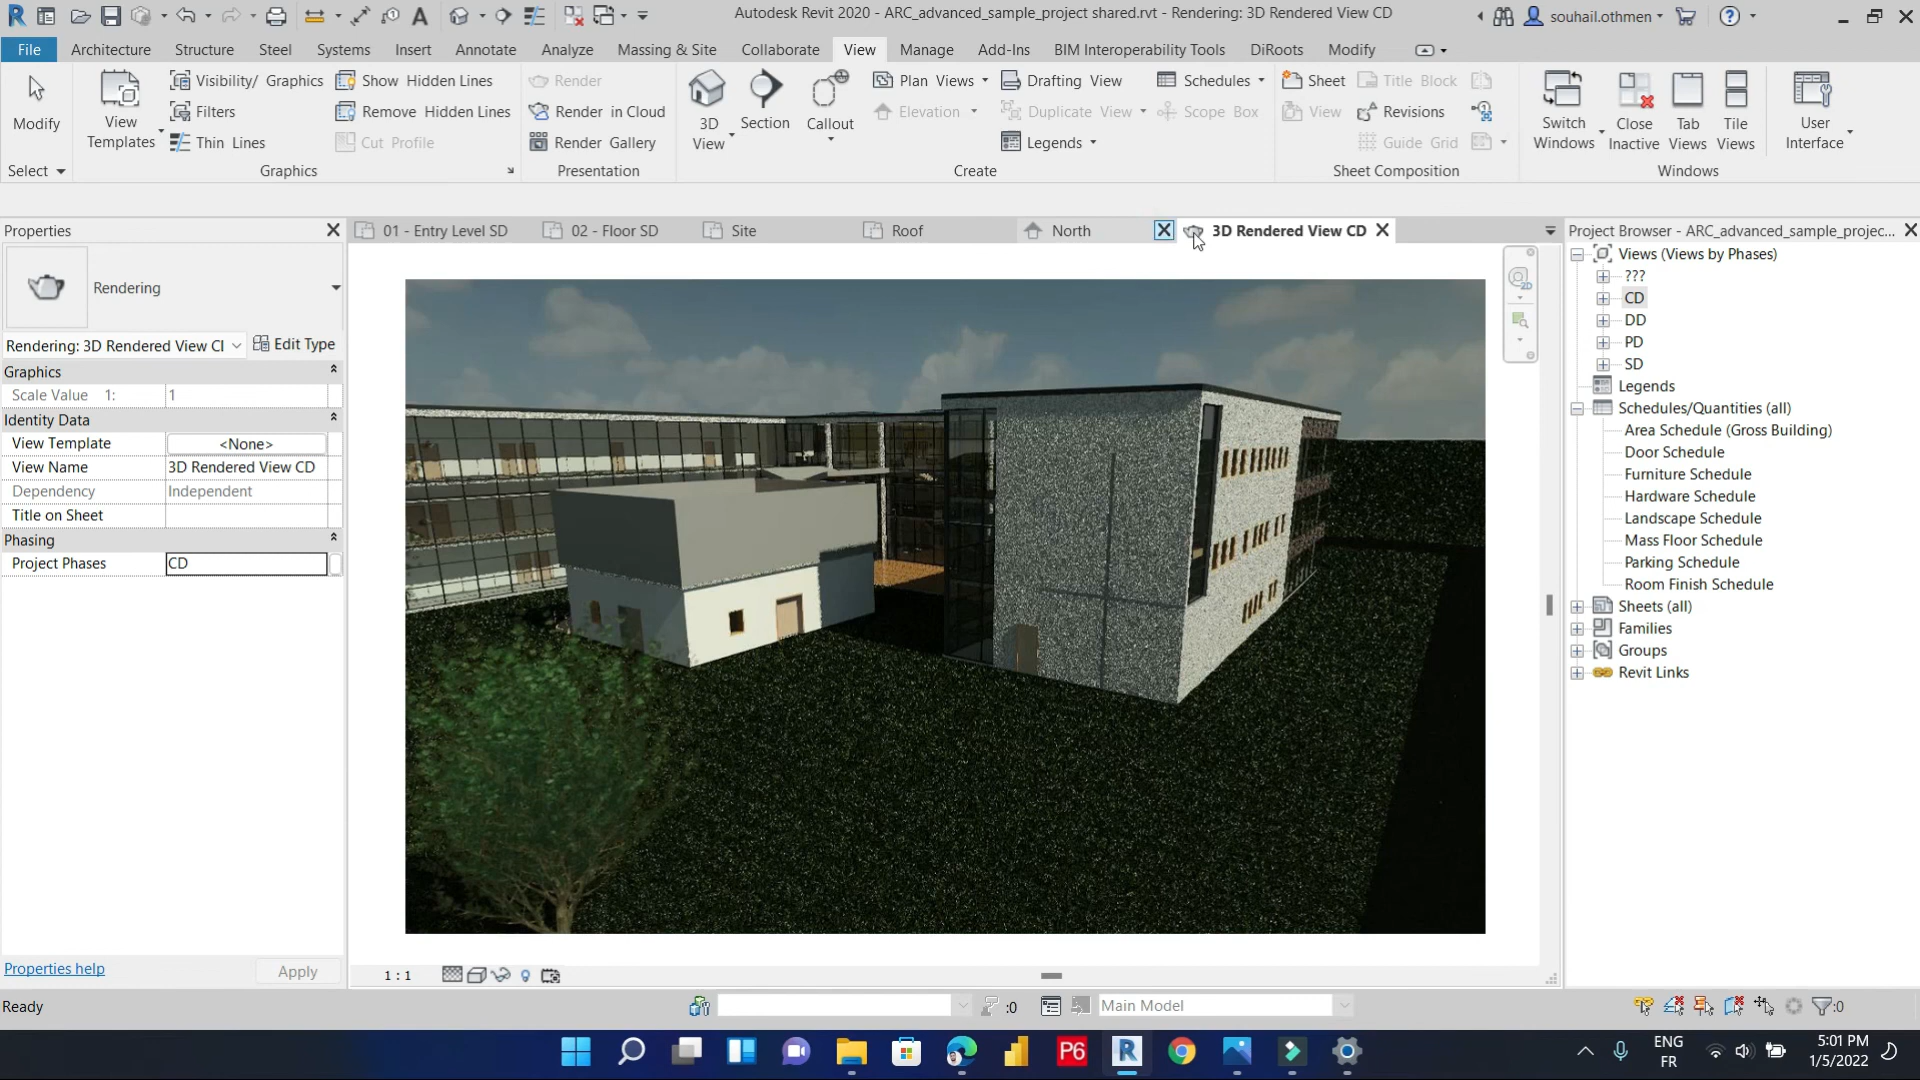 Autodesk Revit 2020 - ARC_advanced_sample_project shared.rvt - Rendering: 3D Rendered View CD
souhail.othmen
File Architecture Structure Steel Systems Insert Annotate Analyze Massing & Site Collaborate View Manage Add-Ins BIM Interoperability Tools DiRoots Modify
Modify
View Templates
Visibility/ Graphics
Filters
Thin Lines
Show Hidden Lines
Remove Hidden Lines
Cut Profile
Render
Render in Cloud
Render Gallery
3D View
Section
Callout
Plan Views
Elevation
Drafting View
Duplicate View
Legends
Schedules
Scope Box
Sheet
View
Title Block
Revisions
Guide Grid
Switch Windows
Close Inactive
Tab Views
Tile Views
User Interface
Select Graphics Presentation Create Sheet Composition Windows
Properties
01 - Entry Level SD 02 - Floor SD Site Roof North 3D Rendered View CD
Project Browser - ARC_advanced_sample_projec...
Rendering
Rendering: 3D Rendered View CI
Edit Type
Graphics
Scale Value 1: 1
Identity Data
View Template <None>
View Name 3D Rendered View CD
Dependency Independent
Title on Sheet
Phasing
Project Phases CD
Properties help
Apply
2D
Views (Views by Phases)
???
CD
DD
PD
SD
Legends
Schedules/Quantities (all)
Area Schedule (Gross Building)
Door Schedule
Furniture Schedule
Hardware Schedule
Landscape Schedule
Mass Floor Schedule
Parking Schedule
Room Finish Schedule
Sheets (all)
Families
Groups
Revit Links
1 : 1
Ready
:0
Main Model
:0
P6
R
ENG
FR
5:01 PM
1/5/2022